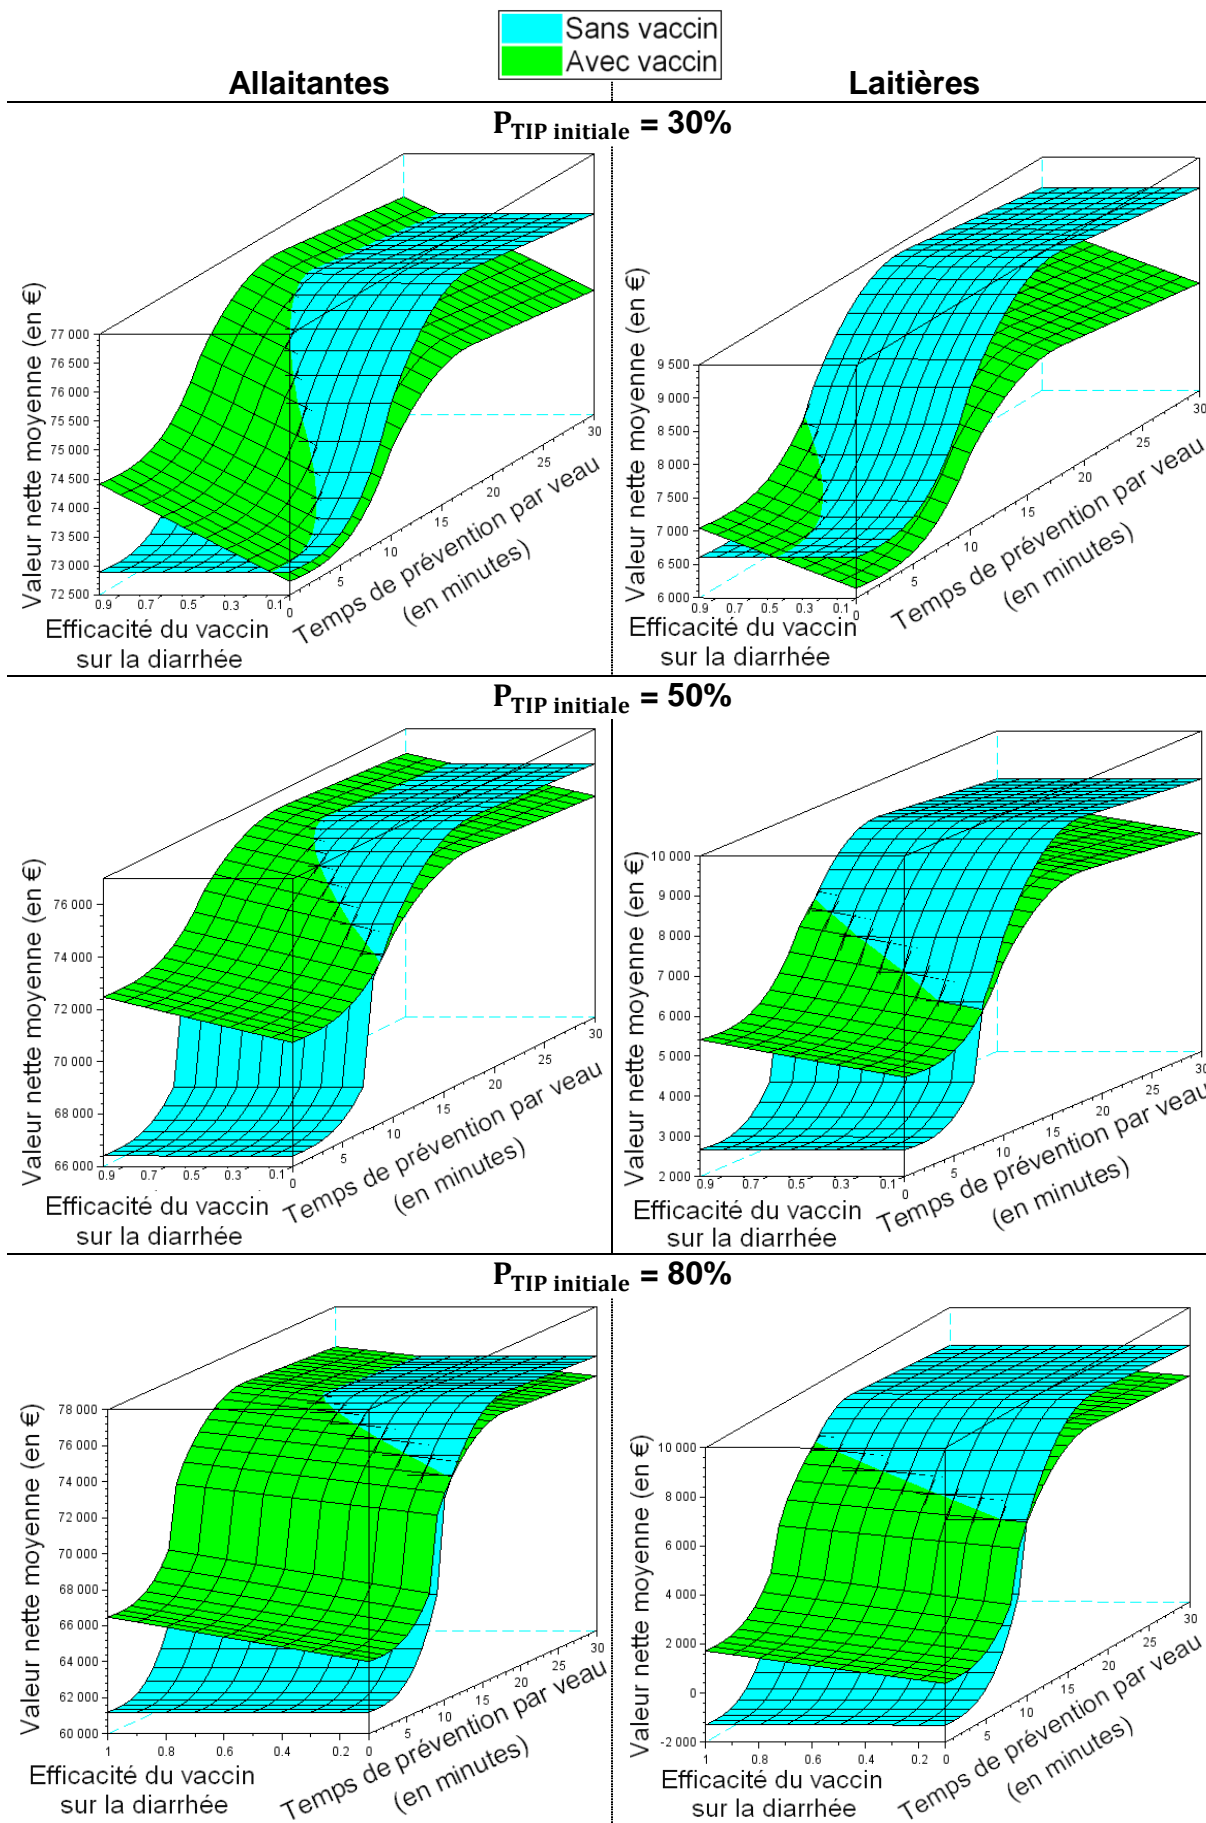 Sans vaccin
Avec vaccin
Allaitantes
Laitières
P TIP initiale = 30%
Valeur nette moyenne (en €)
77 000
76 500
76 000
75 000
75 000
74 500
74 000
73 500
73 000
72 500
0.9 0.7 0.5 0.3 0.1
Efficacité du vaccin
sur la diarrhée
0 5 10 15 20 25 30
Temps de prévention par veau
(en minutes)
Valeur nette moyenne (en €)
9 500
9 000
8 500
8 000
7 500
7 000
6 500
6 000
0.9 0.7 0.5 0.3 0.1
Efficacité du vaccin
sur la diarrhée
0 5 10 15 20 25 30
Temps de prévention par veau
(en minutes)
P TIP initiale = 50%
Valeur nette moyenne (en €)
76 000
74 000
72 000
70 000
68 000
66 000
0.9 0.7 0.5 0.3 0.1
Efficacité du vaccin
sur la diarrhée
0 5 10 15 20 25 30
Temps de prévention par veau
(en minutes)
Valeur nette moyenne (en €)
10 000
9 000
8 000
7 000
6 000
5 000
4 000
3 000
2 000
0.9 0.7 0.5 0.3 0.1
Efficacité du vaccin
sur la diarrhée
0 5 10 15 20 25 30
Temps de prévention par veau
(en minutes)
P TIP initiale = 80%
Valeur nette moyenne (en €)
78 000
76 000
74 000
72 000
70 000
68 000
66 000
64 000
62 000
60 000
1 0.8 0.6 0.4 0.2 0
Efficacité du vaccin
sur la diarrhée
5 10 15 20 25 30
Temps de prévention par veau
(en minutes)
Valeur nette moyenne (en €)
10 000
8 000
6 000
4 000
2 000
0
-2 000
1 0.8 0.6 0.4 0.2 0
Efficacité du vaccin
sur la diarrhée
5 10 15 20 25 30
Temps de prévention par veau
(en minutes)